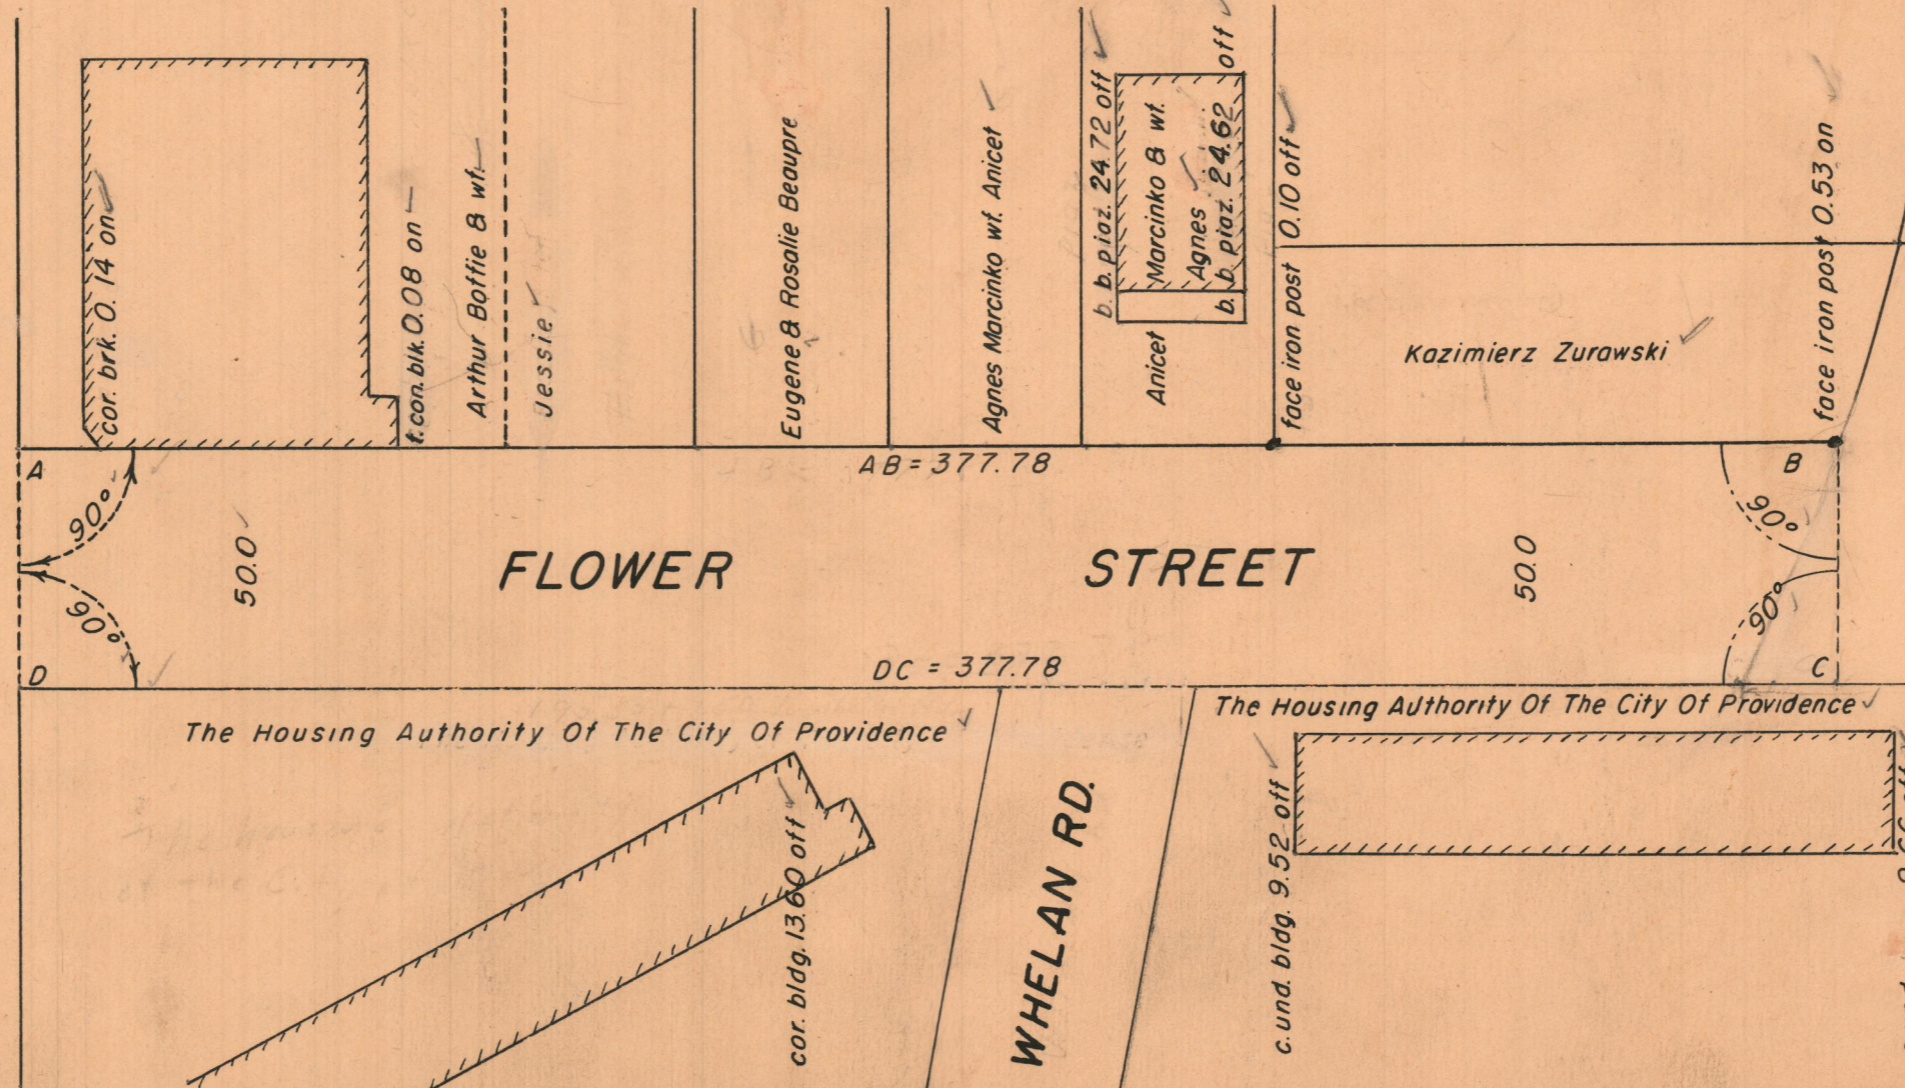 cor. brk. 0.14 on
t.con.blk.0.08 on
Arthur Boffie & wf.
Jessie
Eugene & Rosalie Beaupre
Agnes Marcinko wf. Anicet
b. b. piaz. 24.72 off
Anicet Marcinko & wf.
Agnes
b. b. piaz. 24.62 off
face iron post 0.10 off
Kazimierz Zurawski
face iron post 0.53 on
A
AB = 377.78
B
90°
90°
50.0
FLOWER STREET
50.0
90°
90°
D
DC = 377.78
C
The Housing Authority Of The City Of Providence
The Housing Authority Of The City Of Providence
cor. bldg. 13.60 off
WHELAN RD.
c. und. bldg. 9.52 off